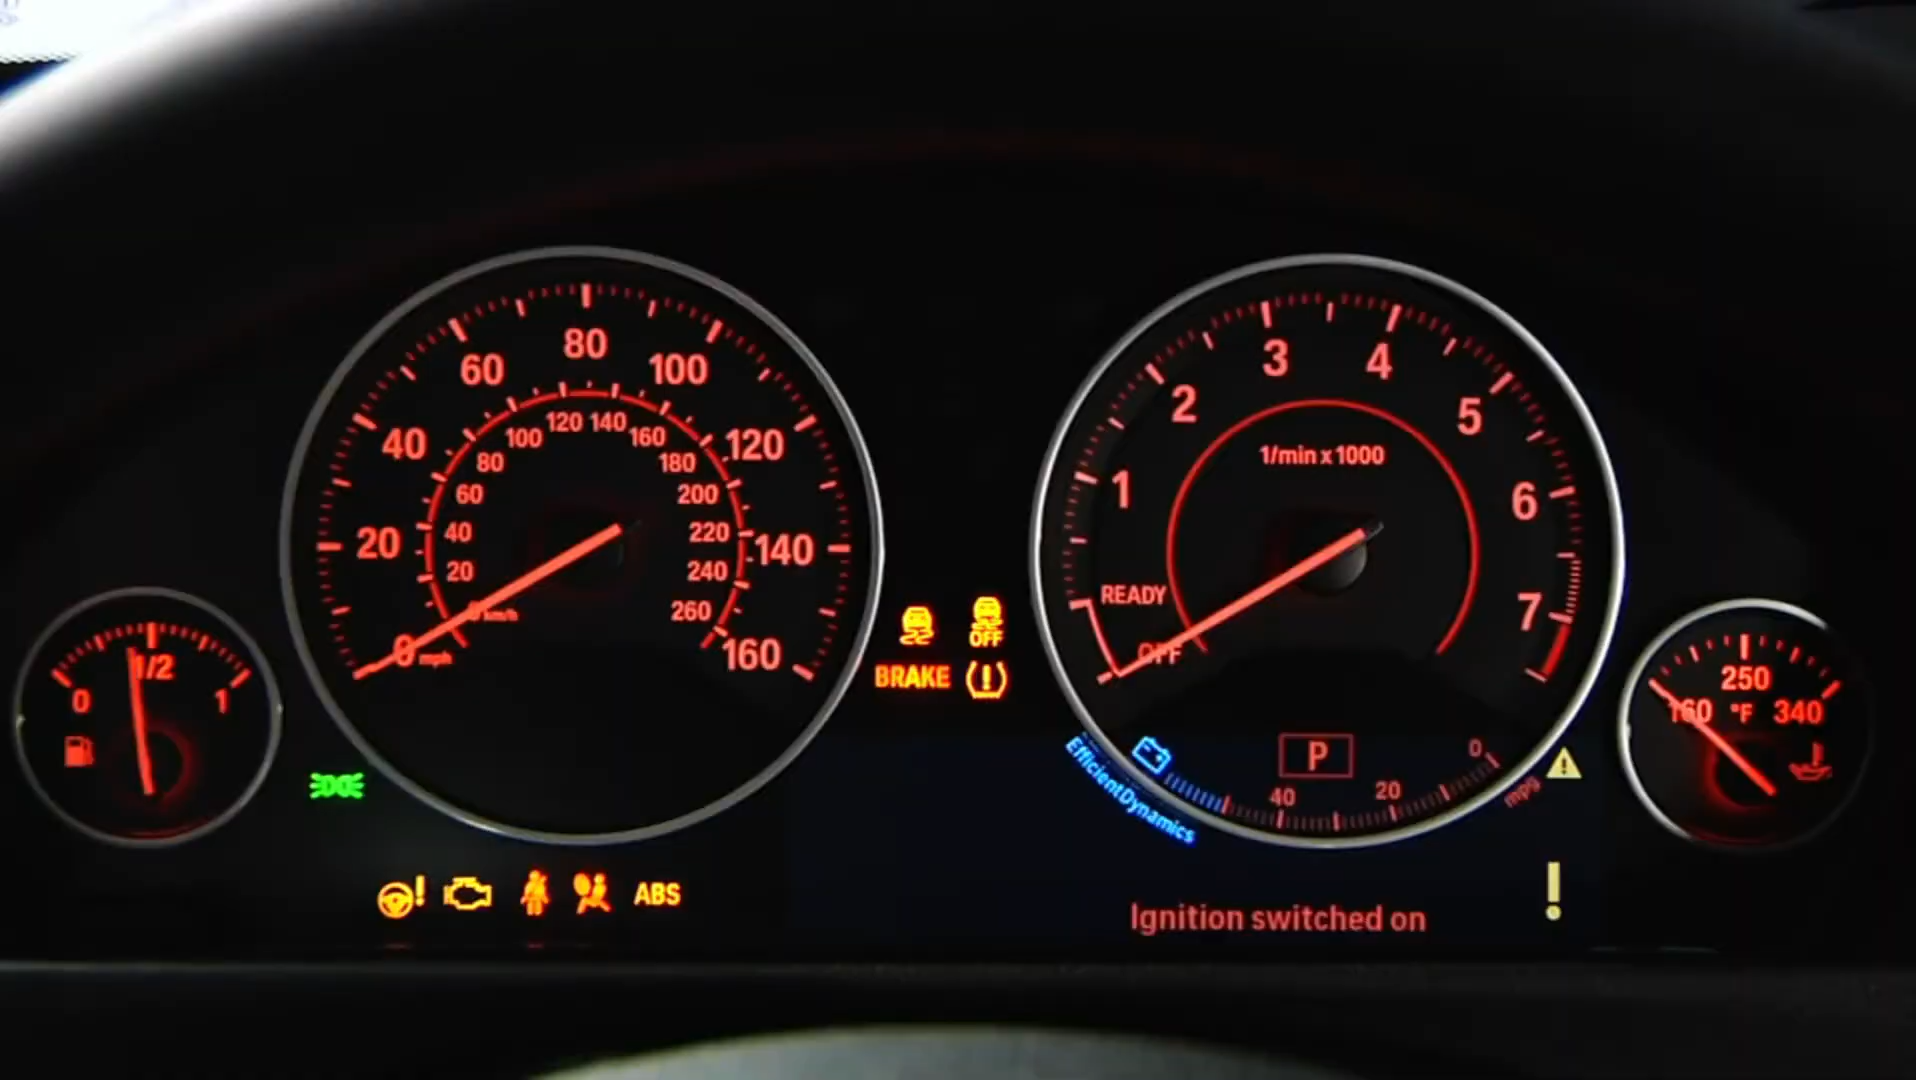 0
1/2
1
0 mph
20
40
60
80
100
120
140
160
0 km/h
20
40
60
80
100
120
140
160
180
200
220
240
260
OFF
BRAKE
OFF
READY
1
2
3
4
5
6
7
1/min x 1000
P
EfficientDynamics
40
20
0
mpg
160
250
340
°F
ABS
Ignition switched on